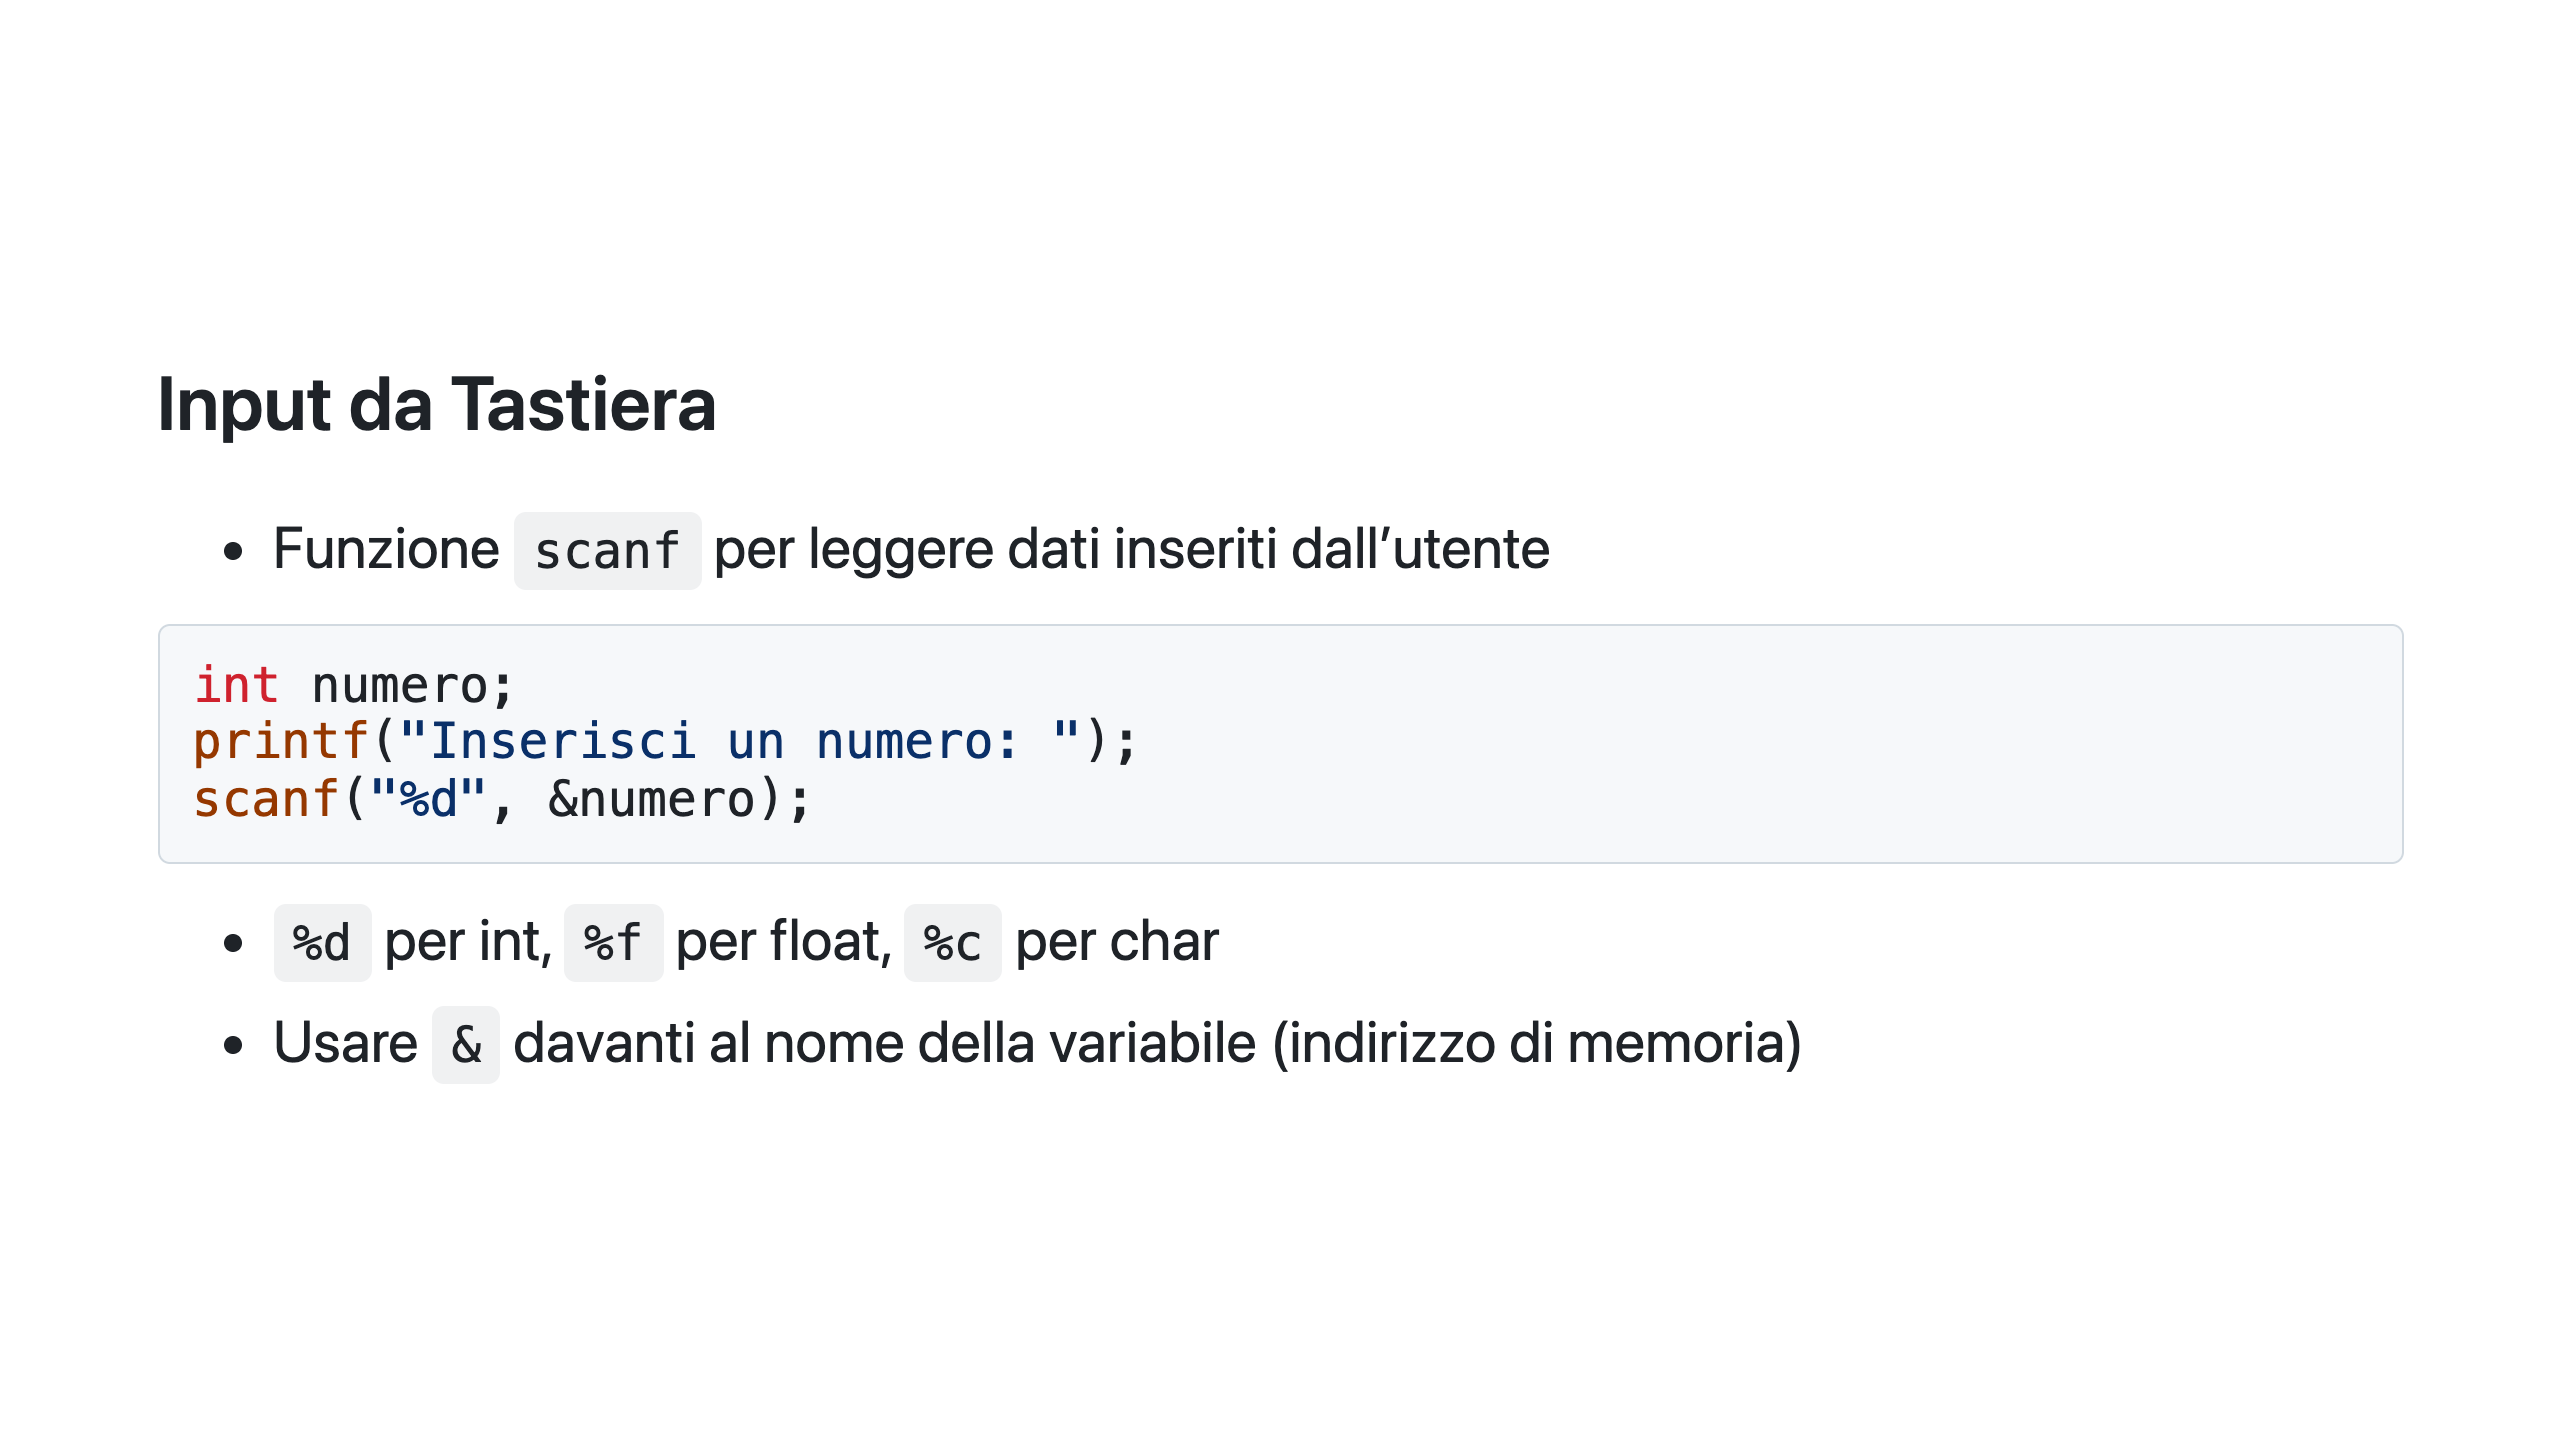 Input da Tastiera
• Funzione scanf per leggere dati inseriti dall’utente
int numero;
printf("Inserisci un numero: ");
scanf("%d", &numero);
• %d per int, %f per float, %c per char
• Usare & davanti al nome della variabile (indirizzo di memoria)